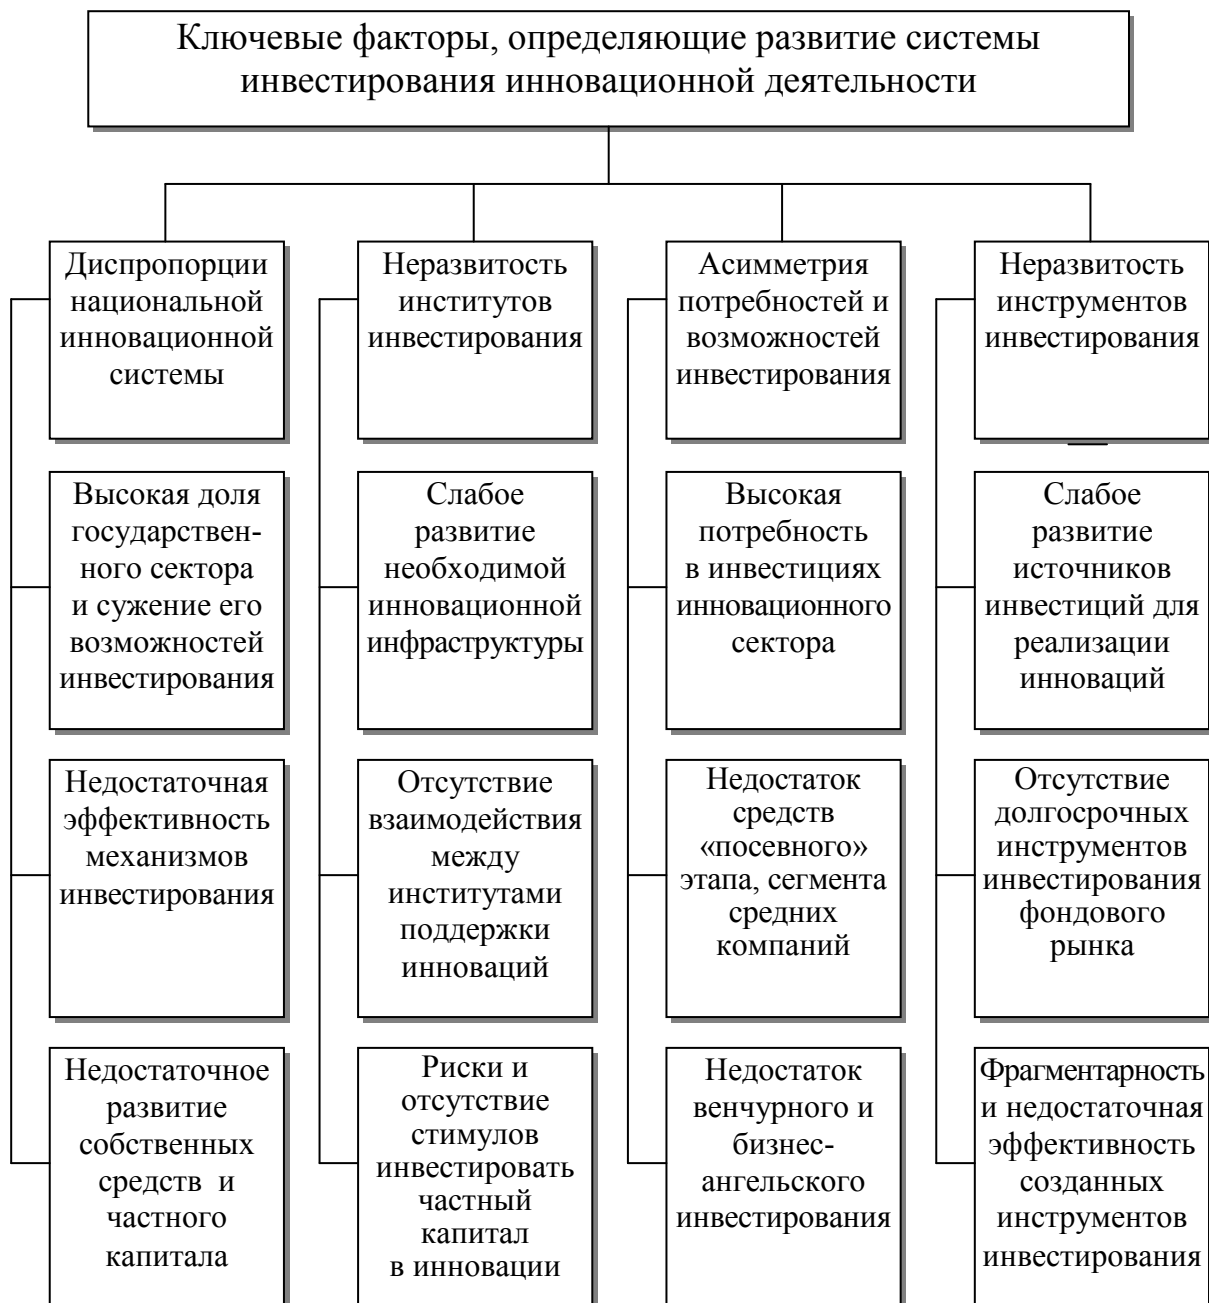 Ключевые факторы, определяющие развитие системы
инвестирования инновационной деятельности
Диспропорции
национальной
инновационной
системы
Неразвитость
институтов
инвестирования
Асимметрия
потребностей и
возможностей
инвестирования
Неразвитость
инструментов
инвестирования
Высокая доля
государствен-
ного сектора
и сужение его
возможностей
инвестирования
Слабое
развитие
необходимой
инновационной
инфраструктуры
Высокая
потребность
в инвестициях
инновационного
сектора
Слабое
развитие
источников
инвестиций для
реализации
инноваций
Недостаточная
эффективность
механизмов
инвестирования
Отсутствие
взаимодействия
между
институтами
поддержки
инноваций
Недостаток
средств
«посевного»
этапа, сегмента
средних
компаний
Отсутствие
долгосрочных
инструментов
инвестирования
фондового
рынка
Недостаточное
развитие
собственных
средств и
частного
капитала
Риски и
отсутствие
стимулов
инвестировать
частный
капитал
в инновации
Недостаток
венчурного и
бизнес-
ангельского
инвестирования
Фрагментарность
и недостаточная
эффективность
созданных
инструментов
инвестирования